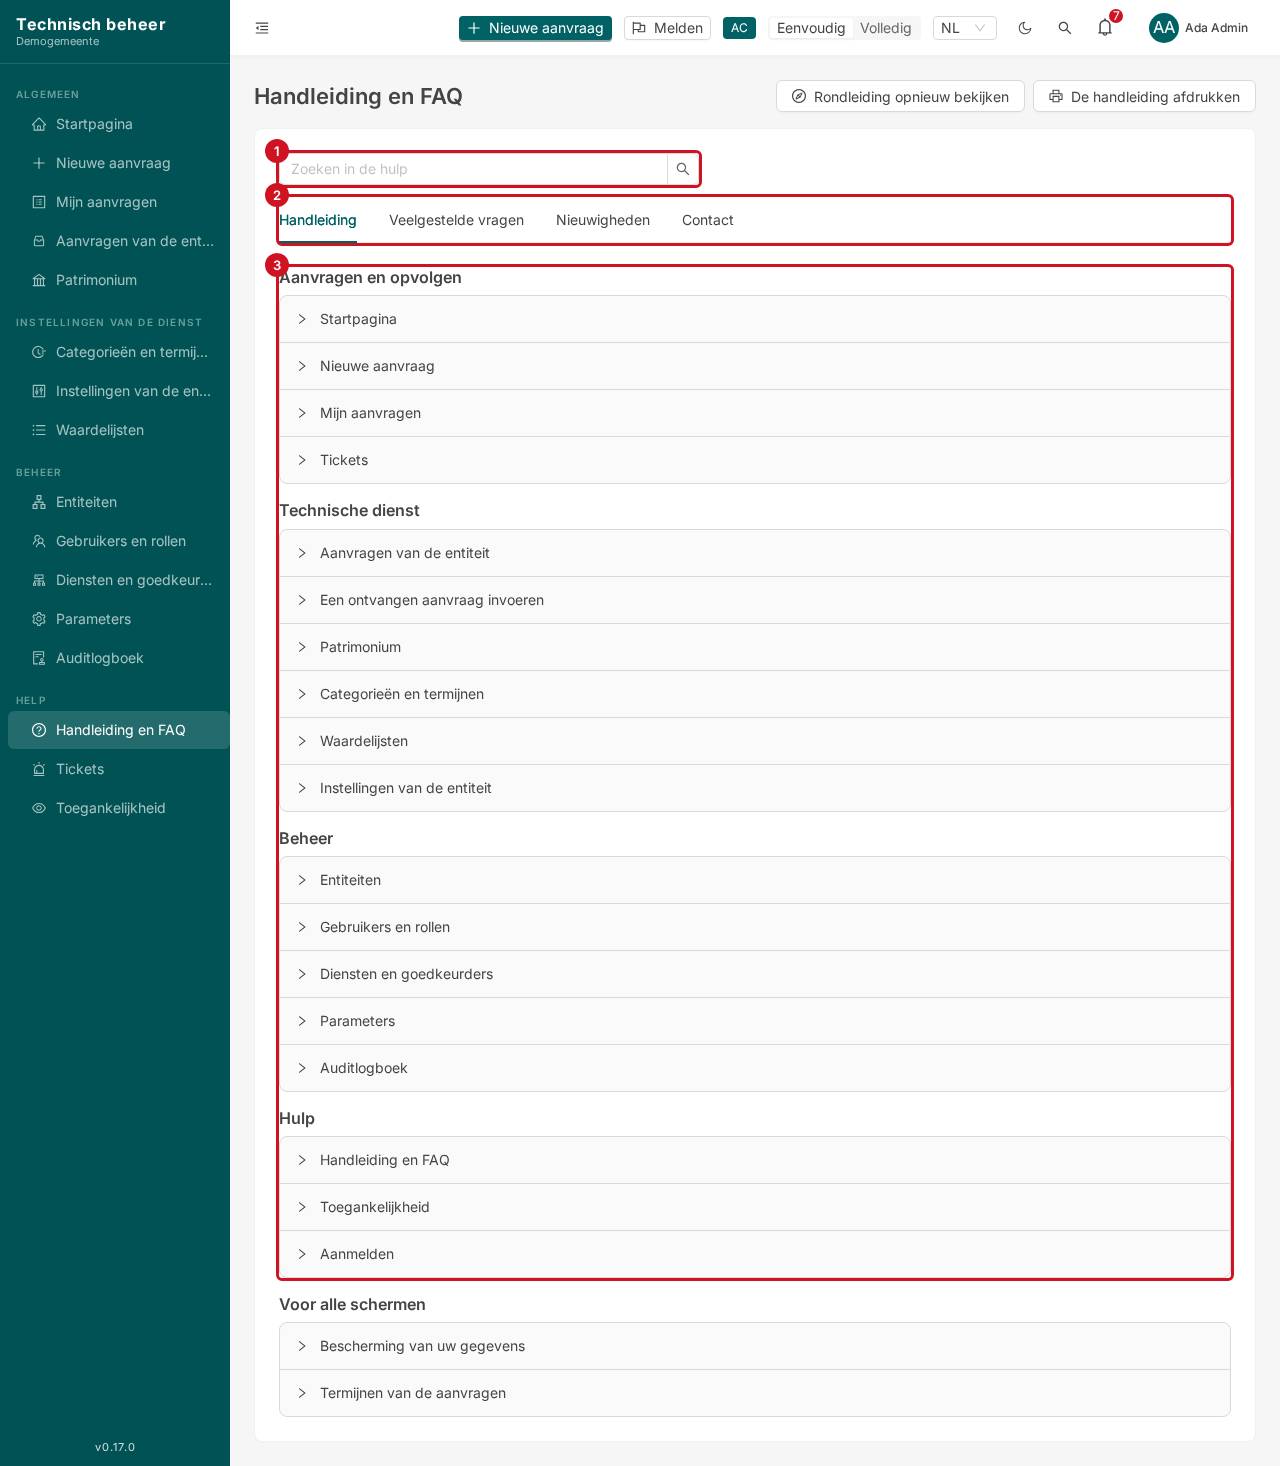 Technisch beheer
Demogemeente
ALGEMEEN
Startpagina
Nieuwe aanvraag
Mijn aanvragen
Aanvragen van de ent...
Patrimonium
INSTELLINGEN VAN DE DIENST
Categorieën en termij...
Instellingen van de en...
Waardelijsten
BEHEER
Entiteiten
Gebruikers en rollen
Diensten en goedkeur...
Parameters
Auditlogboek
HELP
Handleiding en FAQ
Tickets
Toegankelijkheid
v0.17.0
Nieuwe aanvraag
Melden
AC
Eenvoudig
Volledig
NL
7
AA
Ada Admin
Handleiding en FAQ
Rondleiding opnieuw bekijken
De handleiding afdrukken
1
Zoeken in de hulp
2
Handleiding
Veelgestelde vragen
Nieuwigheden
Contact
3
Aanvragen en opvolgen
Startpagina
Nieuwe aanvraag
Mijn aanvragen
Tickets
Technische dienst
Aanvragen van de entiteit
Een ontvangen aanvraag invoeren
Patrimonium
Categorieën en termijnen
Waardelijsten
Instellingen van de entiteit
Beheer
Entiteiten
Gebruikers en rollen
Diensten en goedkeurders
Parameters
Auditlogboek
Hulp
Handleiding en FAQ
Toegankelijkheid
Aanmelden
Voor alle schermen
Bescherming van uw gegevens
Termijnen van de aanvragen